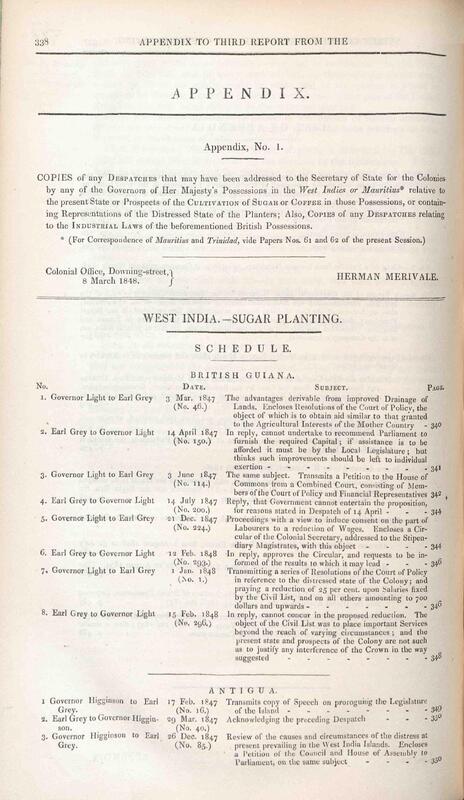 338 APPENDIX TO THIRD REPORT FROM THE
APPENDIX.
Appendix, No. 1.
COPIES of any DESPATCHES that may have been addressed to the Secretary of State for the Colonies
by any of the Governors of Her Majesty's Possessions in the West Indies or Mauritius* relative to
the present State or Prospects of the CULTIVATION of SUGAR or COFFEE in those Possessions, or contain-
ing Representations of the Distressed State of the Planters; Also, COPIES of any DESPATCHES relating
to the INDUSTRIAL LAWS of the beforementioned British Possessions.
* (For Correspondence of Mauritius and Trinidad, vide Papers Nos. 61 and 62 of the present Session.)
Colonial Office, Downing-street,}
8 March 1848. HERMAN MERIVALE.
WEST INDIA.—SUGAR PLANTING.
SCHEDULE.
BRITISH GUIANA.
No. DATE. SUBJECT. PAGE.
1. Governor Light to Earl Grey 3 Mar. 1847 The advantages derivable from improved Drainage of
(No. 46.) Lands. Encloses Resolutions of the Court of Policy, the
object of which is to obtain aid similar to that granted
to the Agricultural Interests of the Mother Country - 340
2. Earl Grey to Governor Light 14 April 1847 In reply, cannot undertake to recommend Parliament to
(No. 150.) furnish the required Capital; if assistance is to be
afforded it must be by the Local Legislature; but
thinks such improvements should be left to individual
exertion - - - - - - - - 341
3. Governor Light to Earl Grey 3 June 1847 The same subject. Transmits a Petition to the House of
(No. 114.) Commons from a Combined Court, consisting of Mem-
bers of the Court of Policy and Financial Representatives 342
4. Earl Grey to Governor Light 14 July 1847 Reply, that Government cannot entertain the proposition,
(No. 200.) for reasons stated in Despatch of 14 April - - - 344
5. Governor Light to Earl Grey 21 Dec. 1847 Proceedings with a view to induce consent on the part of
(No. 224.) Labourers to a reduction of Wages. Encloses a Cir-
cular of the Colonial Secretary, addressed to the Stipen-
diary Magistrates, with this object - - - - 344
6. Earl Grey to Governor Light 12 Feb. 1848 In reply, approves the Circular, and requests to be in-
(No. 293.) formed of the results to which it may lead - - - 346
7. Governor Light to Earl Grey 1 Jan. 1848 Transmitting a series of Resolutions of the Court of Policy
(No. 1.) in reference to the distressed state of the Colony; and
praying a reduction of 25 per cent. upon Salaries fixed
by the Civil List, and on all others amounting to 700
dollars and upwards - - - - - - - 346
8. Earl Grey to Governor Light 15 Feb. 1848 In reply, cannot concur in the proposed reduction. The
(No. 296.) object of the Civil List was to place important Services
beyond the reach of varying circumstances; and the
present state and prospects of the Colony are not such
as to justify any interference of the Crown in the way
suggested - - - - - - - - 348
ANTIGUA.
1 Governor Higginson to Earl 17 Feb. 1847 Transmits copy of Speech on proroguing the Legislature
Grey. (No. 16.) of the Island - - - - - - - - 349
2. Earl Grey to Governor Higgin- 29 Mar. 1847 Acknowledging the preceding Despatch - - - 350
son. (No. 40.)
3. Governor Higginson to Earl 26 Dec. 1847 Review of the causes and circumstances of the distress at
Grey. (No. 85.) present prevailing in the West India Islands. Encloses
a Petition of the Council and House of Assembly to
Parliament, on the same subject - - - - - 350